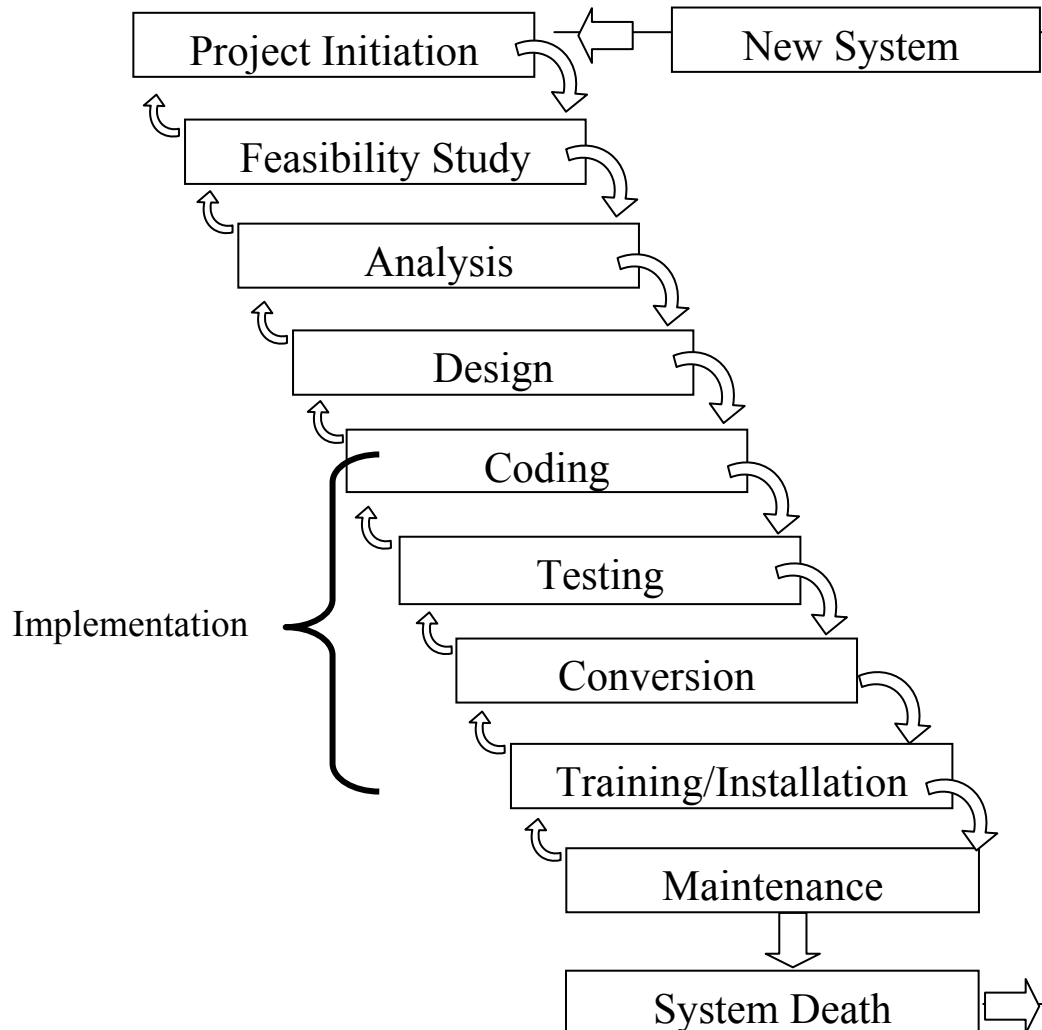 Project Initiation
New System
Feasibility Study
Analysis
Design
Coding
Testing
Implementation
Conversion
Training/Installation
Maintenance
System Death